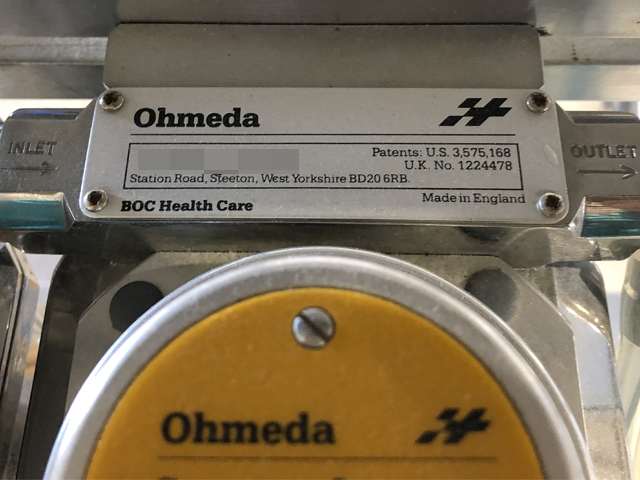 Ohmeda
INLET
OUTLET
Patents: U.S. 3,575,168
U.K. No. 1224478
Station Road, Steeton, West Yorkshire BD20 6RB.
BOC Health Care
Made in England
Ohmeda